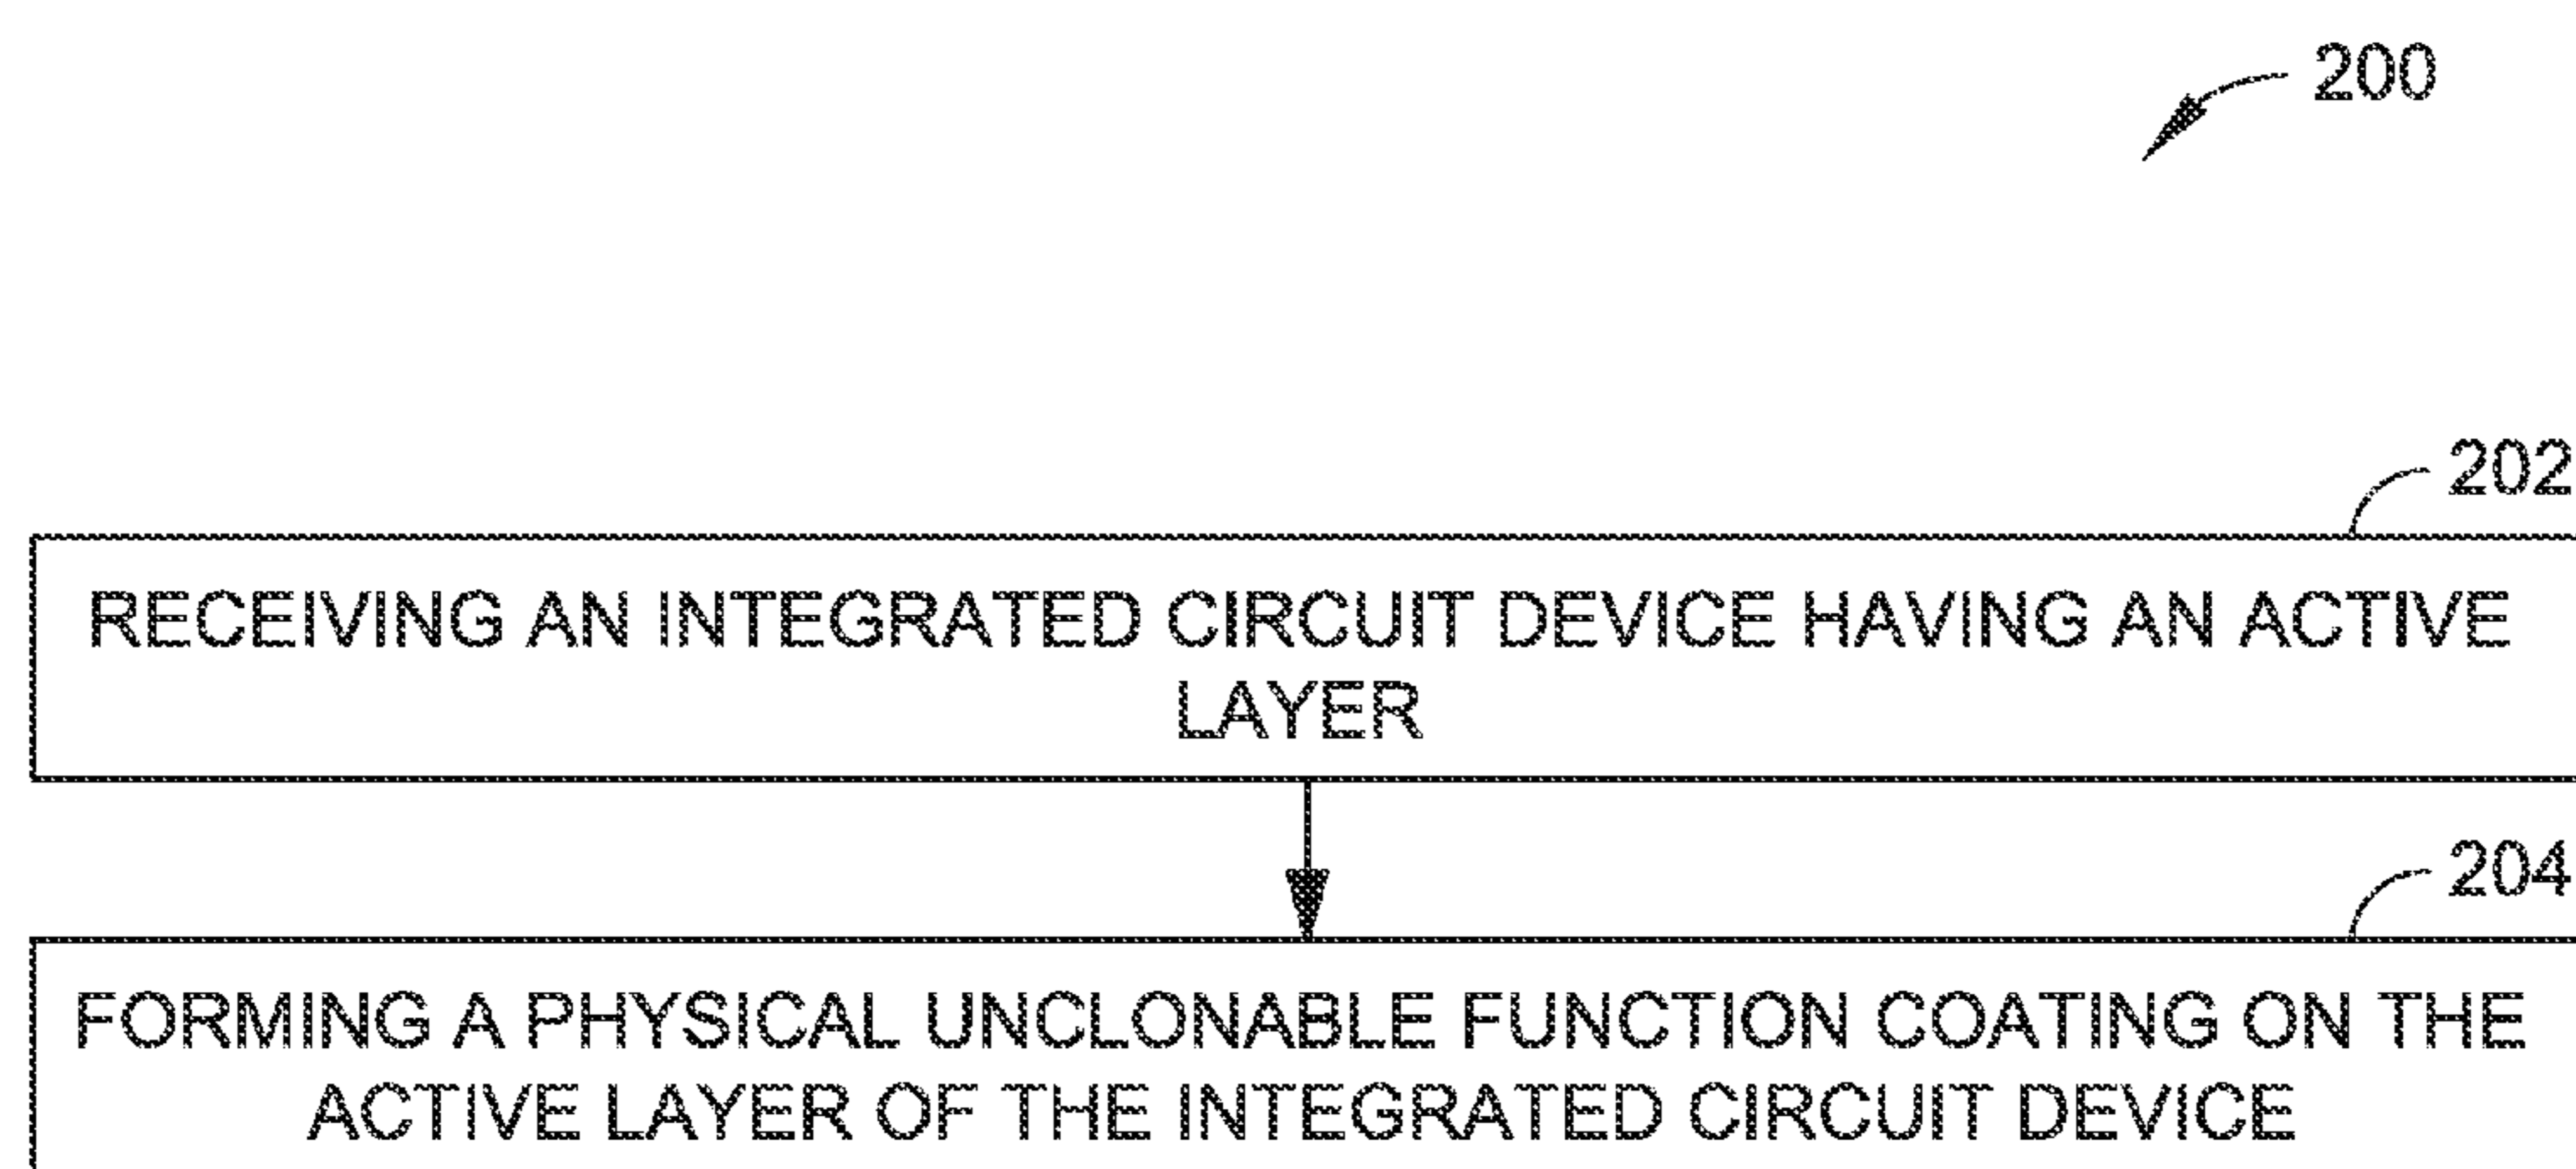 200
202
RECEIVING AN INTEGRATED CIRCUIT DEVICE HAVING AN ACTIVE
LAYER
204
FORMING A PHYSICAL UNCLONABLE FUNCTION COATING ON THE
ACTIVE LAYER OF THE INTEGRATED CIRCUIT DEVICE